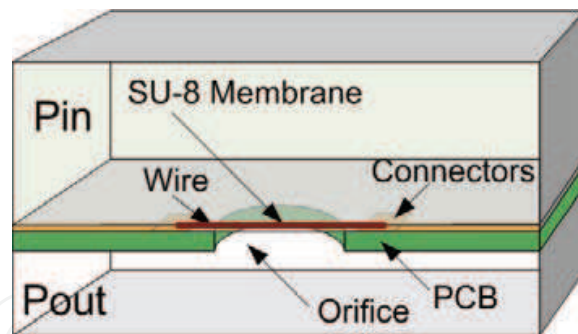 Pin
SU-8 Membrane
Wire
Connectors
Pout
Orifice
PCB